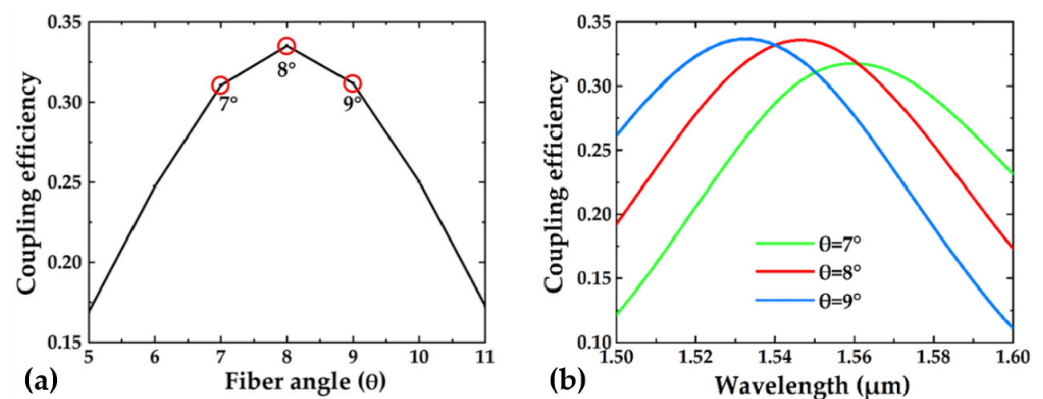 0.35
0.30
0.25
0.20
0.15
Coupling efficiency
7°
8°
9°
5 6 7 8 9 10 11
Fiber angle (θ)
(a)
0.35
0.30
0.25
0.20
0.15
0.10
Coupling efficiency
θ=7°
θ=8°
θ=9°
1.50 1.52 1.54 1.56 1.58 1.60
Wavelength (μm)
(b)